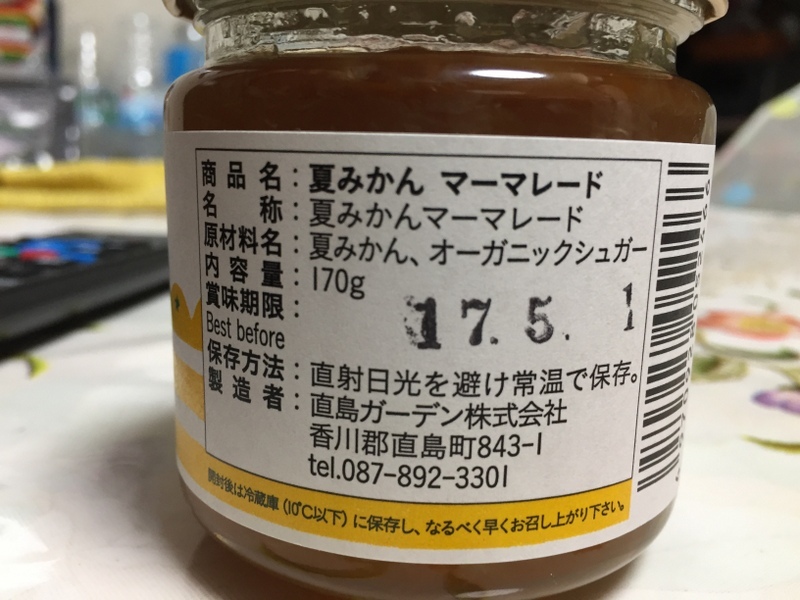 商品名：夏みかん マーマレード
名称：夏みかんマーマレード
原材料名：夏みかん、オーガニックシュガー
内容量：170g
賞味期限：
Best before
17.5.1
保存方法：直射日光を避け常温で保存。
製造者：直島ガーデン株式会社
香川郡直島町843-1
tel.087-892-3301
開封後は冷蔵庫（10℃以下）に保存し、なるべく早くお召し上がり下さい。